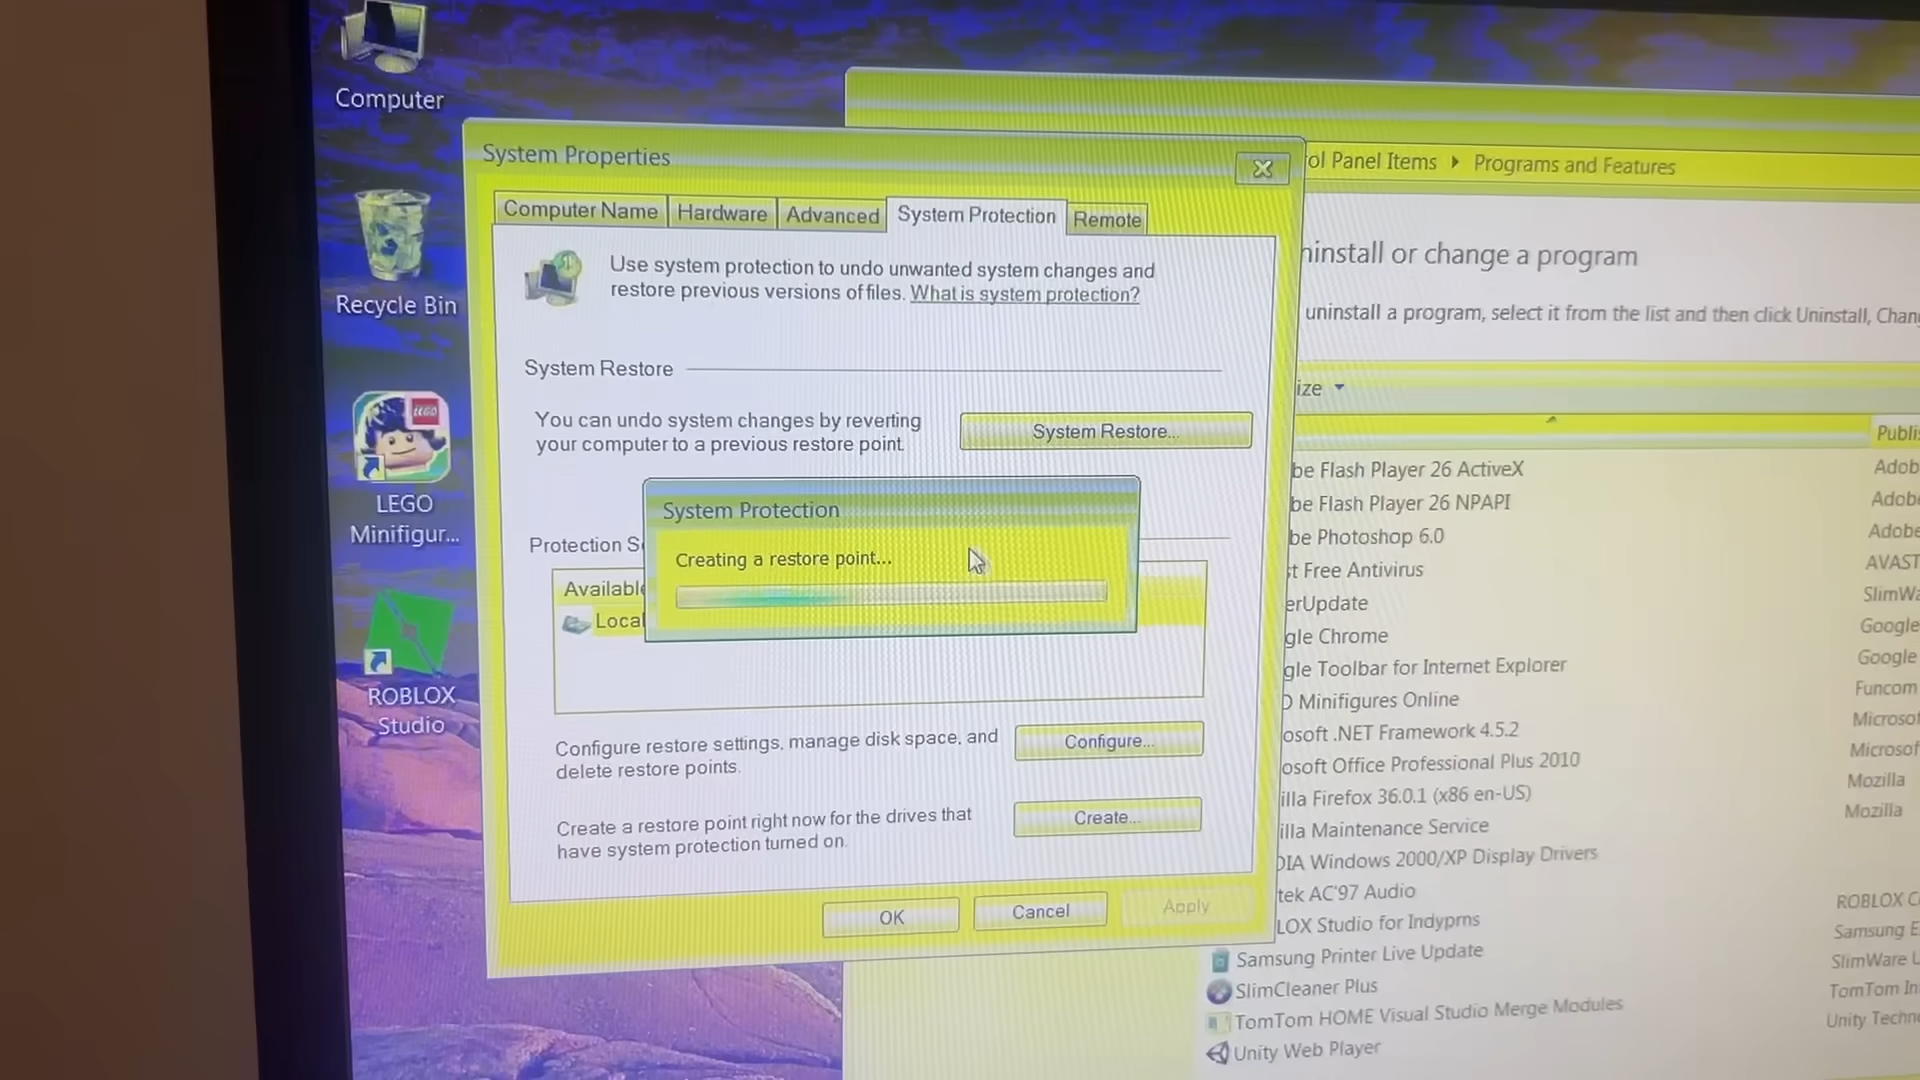 Computer
Recycle Bin
LEGO
LEGO
Minifigur...
ROBLOX
Studio
System Properties
Computer Name
Hardware
Advanced
System Protection
Remote
Use system protection to undo unwanted system changes and
restore previous versions of files. What is system protection?
System Restore
You can undo system changes by reverting
your computer to a previous restore point.
System Restore...
Protection S
Available
Local
System Protection
Creating a restore point...
Configure restore settings, manage disk space, and
delete restore points.
Configure...
Create a restore point right now for the drives that
have system protection turned on.
Create...
OK
Cancel
Apply
ol Panel Items
Programs and Features
ninstall or change a program
uninstall a program, select it from the list and then click Uninstall, Chan
ize
Publis
be Flash Player 26 ActiveX
Adob
be Flash Player 26 NPAPI
Adobe
be Photoshop 6.0
Adobe
st Free Antivirus
AVAST
erUpdate
SlimWa
gle Chrome
Google
gle Toolbar for Internet Explorer
Google
O Minifigures Online
Funcom
osoft .NET Framework 4.5.2
Microsof
osoft Office Professional Plus 2010
Microsoft
illa Firefox 36.0.1 (x86 en-US)
Mozilla
illa Maintenance Service
Mozilla
DIA Windows 2000/XP Display Drivers
tek AC'97 Audio
LOX Studio for Indyprns
ROBLOX C
Samsung Printer Live Update
Samsung E
SlimCleaner Plus
SlimWare U
TomTom HOME Visual Studio Merge Modules
TomTom In
Unity Web Player
Unity Techn